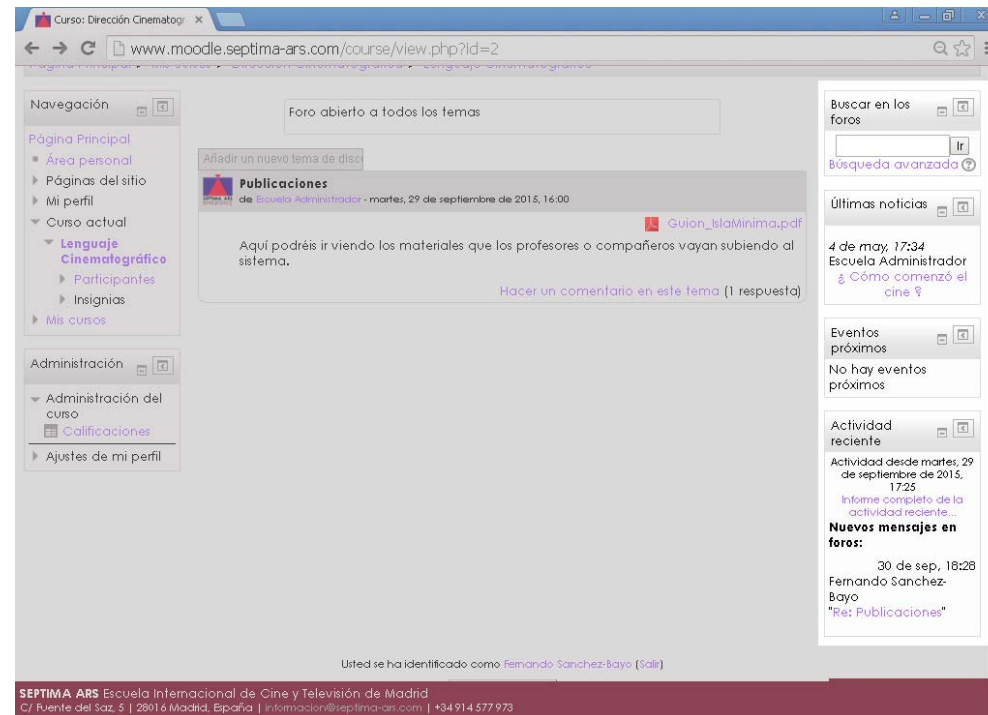 Curso: Dirección Cinematogr
www.moodle.septima-ars.com/course/view.php?id=2
Navegación
Página Principal
Área personal
Páginas del sitio
Mi perfil
Curso actual
Lenguaje
Cinematográfico
Participantes
Insignias
Mis cursos
Administración
Administración del
curso
Calificaciones
Ajustes de mi perfil
Foro abierto a todos los temas
Añadir un nuevo tema de disc
Publicaciones
de Escuela Administrador - martes, 29 de septiembre de 2015, 16:00
Guion_IslaMinima.pdf
Aquí podréis ir viendo los materiales que los profesores o compañeros vayan subiendo al
sistema.
Hacer un comentario en este tema (1 respuesta)
Buscar en los
foros
Ir
Búsqueda avanzada
Últimas noticias
4 de may, 17:34
Escuela Administrador
¿ Cómo comenzó el
cine ?
Eventos
próximos
No hay eventos
próximos
Actividad
reciente
Actividad desde martes, 29
de septiembre de 2015,
17:25
Informe completo de la
actividad reciente...
Nuevos mensajes en
foros:
30 de sep, 18:28
Fernando Sanchez-
Bayo
"Re: Publicaciones"
Usted se ha identificado como Fernando Sanchez-Bayo (Salir)
SEPTIMA ARS Escuela Internacional de Cine y Televisión de Madrid
C/ Fuente del Saz, 5 | 28016 Madrid, España | informacion@septima-ars.com | +34 914 577 973